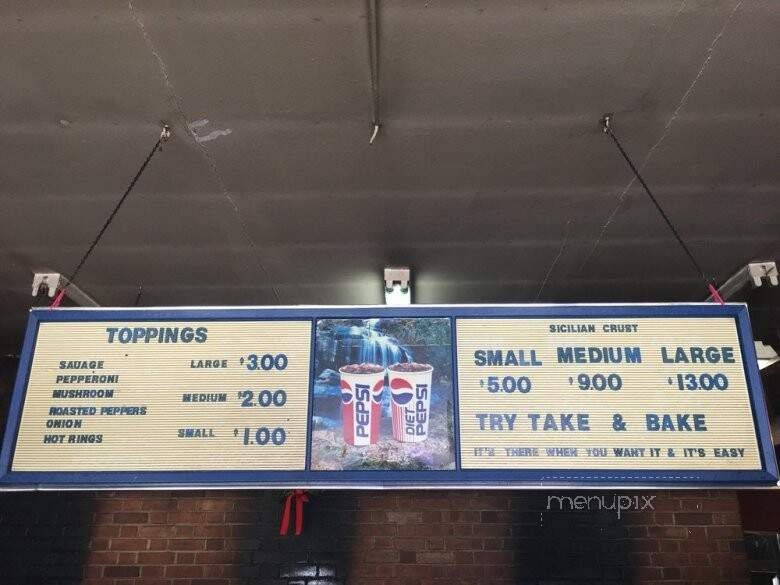 TOPPINGS
SAUAGE LARGE $3.00
PEPPERONI
MUSHROOM MEDIUM $2.00
ROASTED PEPPERS
ONION SMALL $1.00
HOT RINGS
PEPSI
DIET PEPSI
SICILIAN CRUST
SMALL MEDIUM LARGE
$5.00 $9.00 $13.00
TRY TAKE & BAKE
IT'S THERE WHEN YOU WANT IT & IT'S EASY
menupix